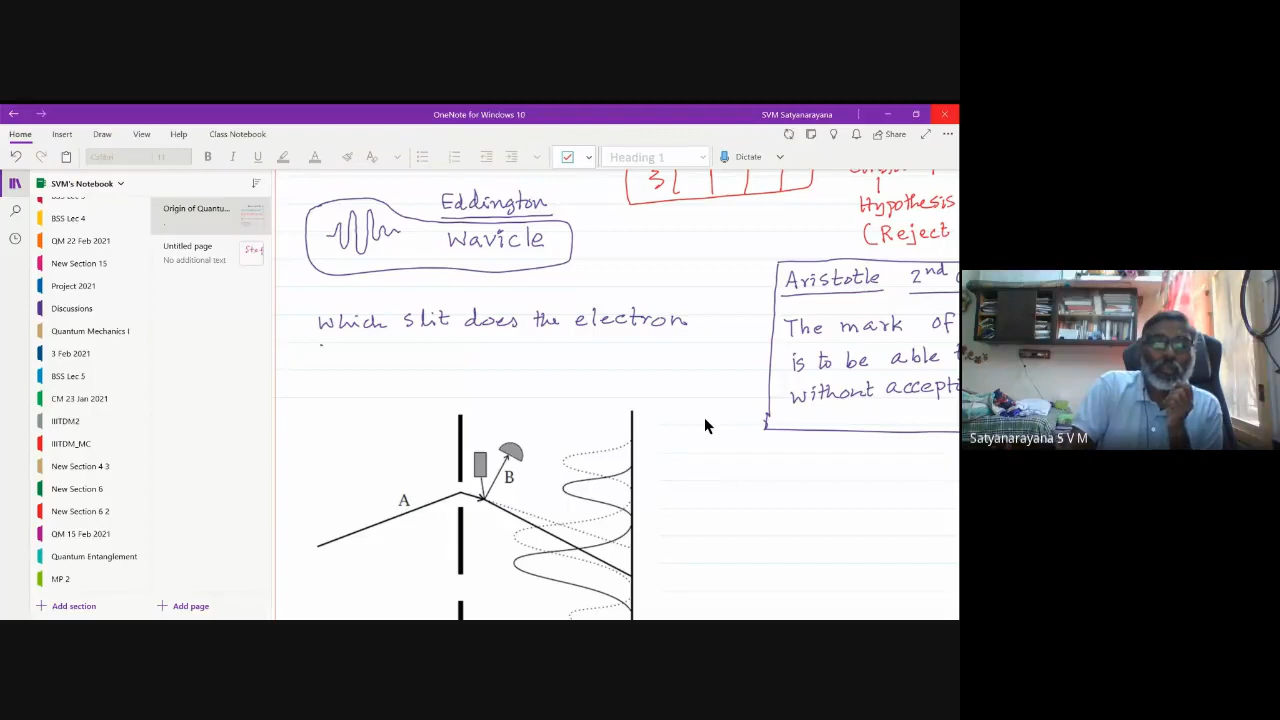 OneNote for Windows 10
SVM Satyanarayana
Home Insert Draw View Help Class Notebook
Share
Calibri 11
B I U A
Heading 1
Dictate
SVM's Notebook
BSS Lec 4
QM 22 Feb 2021
New Section 15
Project 2021
Discussions
Quantum Mechanics I
3 Feb 2021
BSS Lec 5
CM 23 Jan 2021
IIITDM2
IIITDM_MC
New Section 4 3
New Section 6
New Section 6 2
QM 15 Feb 2021
Quantum Entanglement
MP 2
Add section
Origin of Quantu...
Untitled page
No additional text
Add page
Eddington
Wavicle
Hypothesis
(Reject
Aristotle 2nd
The mark of
is to be able
without
which slit does the electron
A
B
Satyanarayana S V M